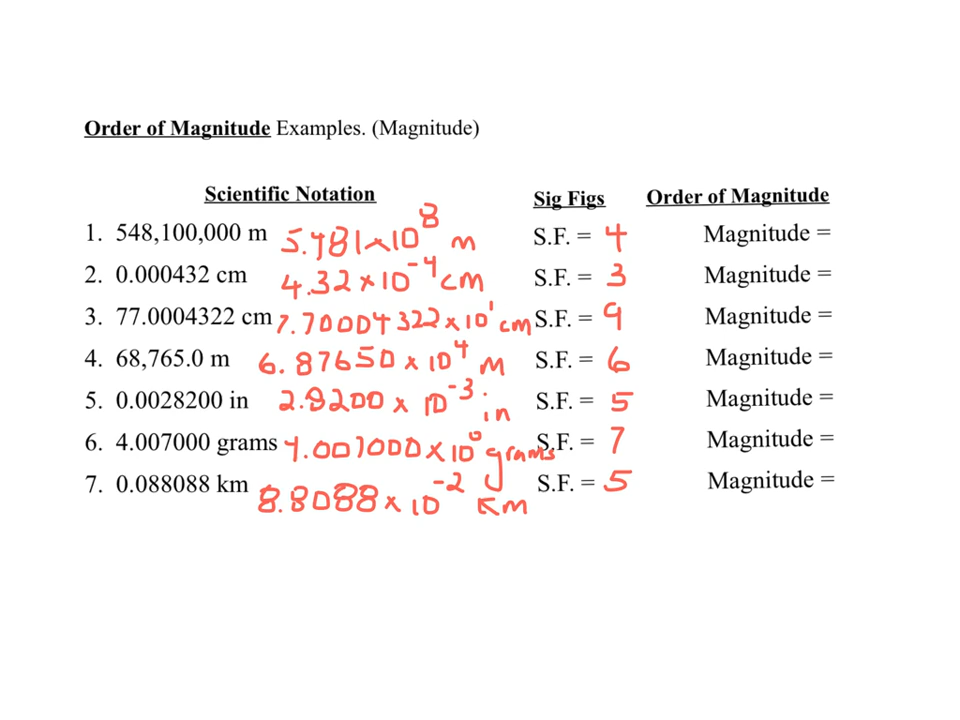 Order of Magnitude Examples. (Magnitude)
Scientific Notation Sig Figs Order of Magnitude
1. 548,100,000 m 5.481x10^8 m S.F. = 4 Magnitude =
2. 0.000432 cm 4.32 x 10^-4 cm S.F. = 3 Magnitude =
3. 77.0004322 cm 7.70004322 x 10^1 cm S.F. = 9 Magnitude =
4. 68,765.0 m 6.87650 x 10^4 m S.F. = 6 Magnitude =
5. 0.0028200 in 2.8200 x 10^-3 in S.F. = 5 Magnitude =
6. 4.007000 grams 4.007000 x 10^0 grams S.F. = 7 Magnitude =
7. 0.088088 km 8.8088 x 10^-2 Km S.F. = 5 Magnitude =